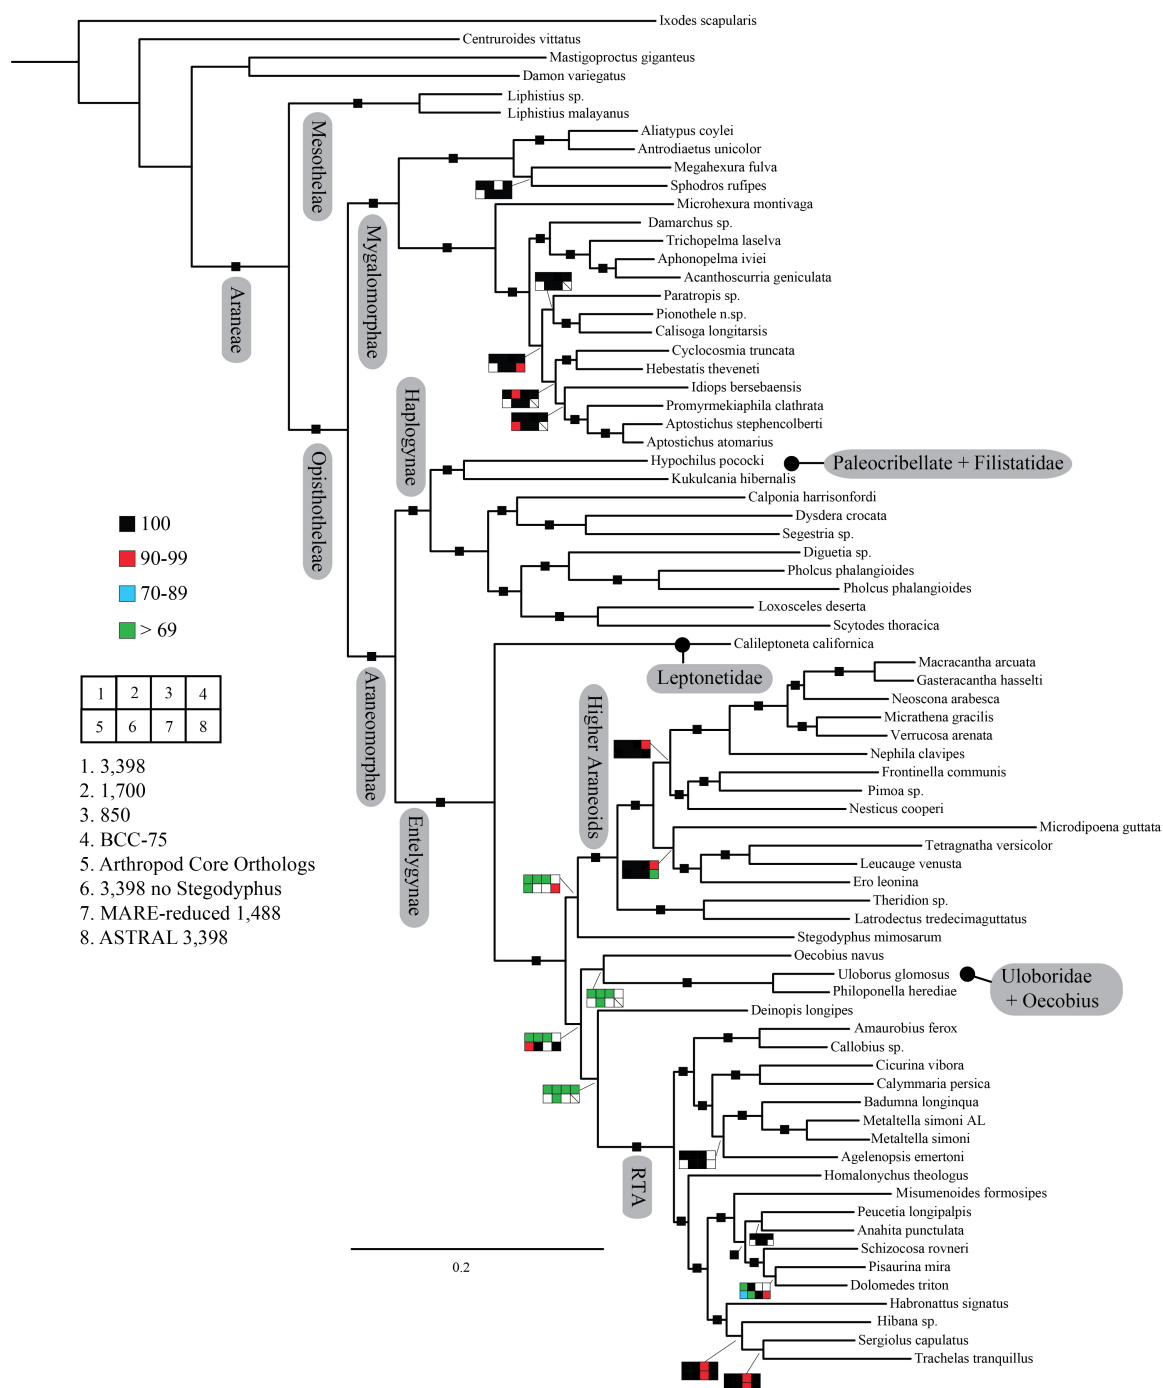 Ixodes scapularis
Centruroides vittatus
Mastigoproctus giganteus
Damon variegatus
Liphistius sp.
Liphistius malayanus
Mesothelae
Aliatypus coylei
Antrodiaetus unicolor
Megahexura fulva
Sphodros rufipes
Microhexura montivaga
Mygalomorphae
Damarchus sp.
Trichopelma laselva
Aphonopelma iviei
Acanthoscurria geniculata
Araneae
Paratropis sp.
Pionothele n.sp.
Calisoga longitarsis
Cyclocosmia truncata
Hebestatis theveneti
Idiops bersebaensis
Promyrmekiaphila clathrata
Aptostichus stephencolberti
Aptostichus atomarius
Haplogynae
Hypochilus pococki
Paleocribellate + Filistatidae
Kukulcania hibernalis
Opisthotheleae
Calponia harrisonfordi
Dysdera crocata
Segestria sp.
Diguetia sp.
Pholcus phalangioides
Pholcus phalangioides
Loxosceles deserta
Scytodes thoracica
100
90-99
70-89
> 69
Calileptoneta californica
Leptonetidae
1 2 3 4
5 6 7 8
1. 3,398
2. 1,700
3. 850
4. BCC-75
5. Arthropod Core Orthologs
6. 3,398 no Stegodyphus
7. MARE-reduced 1,488
8. ASTRAL 3,398
Araneomorphae
Higher Araneoids
Entelygynae
Macracantha arcuata
Gasteracantha hasselti
Neoscona arabesca
Micrathena gracilis
Verrucosa arenata
Nephila clavipes
Frontinella communis
Pimoa sp.
Nesticus cooperi
Microdipoena guttata
Tetragnatha versicolor
Leucauge venusta
Ero leonina
Theridion sp.
Latrodectus tredecimaguttatus
Stegodyphus mimosarum
Oecobius navus
Uloborus glomosus
Philoponella herediae
Uloboridae
+ Oecobius
Deinopis longipes
Amaurobius ferox
Callobius sp.
Cicurina vibora
Calymmaria persica
Badumna longinqua
Metaltella simoni AL
Metaltella simoni
Agelenopsis emertoni
RTA
Homalonychus theologus
Misumenoides formosipes
Peucetia longipalpis
Anahita punctulata
Schizocosa rovneri
Pisaurina mira
Dolomedes triton
Habronattus signatus
Hibana sp.
Sergiolus capulatus
Trachelas tranquillus
0.2